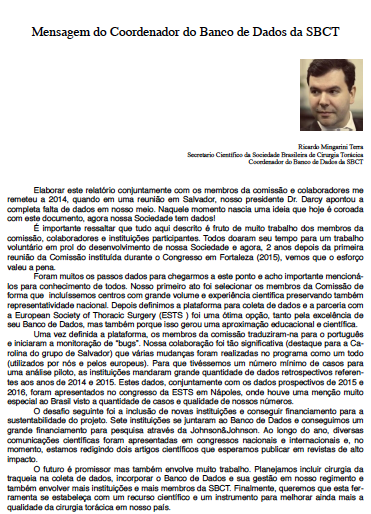 Mensagem do Coordenador do Banco de Dados da SBCT
Ricardo Mingarini Terra
Secretario Científico da Sociedade Brasileira de Cirurgia Torácica
Coordenador do Banco de Dados da SBCT
Elaborar este relatório conjuntamente com os membros da comissão e colaboradores me
remeteu a 2014, quando em uma reunião em Salvador, nosso presidente Dr. Darcy apontou a
completa falta de dados em nosso meio. Naquele momento nascia uma ideia que hoje é coroada
com este documento, agora nossa Sociedade tem dados!
É importante ressaltar que tudo aqui descrito é fruto de muito trabalho dos membros da
comissão, colaboradores e instituições participantes. Todos doaram seu tempo para um trabalho
voluntário em prol do desenvolvimento de nossa Sociedade e agora, 2 anos depois da primeira
reunião da Comissão instituída durante o Congresso em Fortaleza (2015), vemos que o esforço
valeu a pena.
Foram muitos os passos dados para chegarmos a este ponto e acho importante mencioná-
los para conhecimento de todos. Nosso primeiro ato foi selecionar os membros da Comissão de
forma que incluíssemos centros com grande volume e experiência científica preservando também
representatividade nacional. Depois definimos a plataforma para coleta de dados e a parceria com
a European Society of Thoracic Surgery (ESTS ) foi uma ótima opção, tanto pela excelência de
seu Banco de Dados, mas também porque isso gerou uma aproximação educacional e científica.
Uma vez definida a plataforma, os membros da comissão traduziram-na para o português
e iniciaram a monitoração de "bugs". Nossa colaboração foi tão significativa (destaque para a Ca-
rolina do grupo de Salvador) que várias mudanças foram realizadas no programa como um todo
(utilizados por nós e pelos europeus). Para que tivéssemos um número mínimo de casos para
uma análise piloto, as instituições mandaram grande quantidade de dados retrospectivos referen-
tes aos anos de 2014 e 2015. Estes dados, conjuntamente com os dados prospectivos de 2015 e
2016, foram apresentados no congresso da ESTS em Nápoles, onde houve uma menção muito
especial ao Brasil visto a quantidade de casos e qualidade de nossos números.
O desafio seguinte foi a inclusão de novas instituições e conseguir financiamento para a
sustentabilidade do projeto. Sete instituições se juntaram ao Banco de Dados e conseguimos um
grande financiamento para pesquisa através da Johnson&Johnson. Ao longo do ano, diversas
comunicações científicas foram apresentadas em congressos nacionais e internacionais e, no
momento, estamos redigindo dois artigos científicos que esperamos publicar em revistas de alto
impacto.
O futuro é promissor mas também envolve muito trabalho. Planejamos incluir cirurgia da
traqueia na coleta de dados, incorporar o Banco de Dados e sua gestão em nosso regimento e
também envolver mais instituições e mais membros da SBCT. Finalmente, queremos que esta fer-
ramenta se estabeleça com um recurso científico e um instrumento para melhorar ainda mais a
qualidade da cirurgia torácica em nosso país.